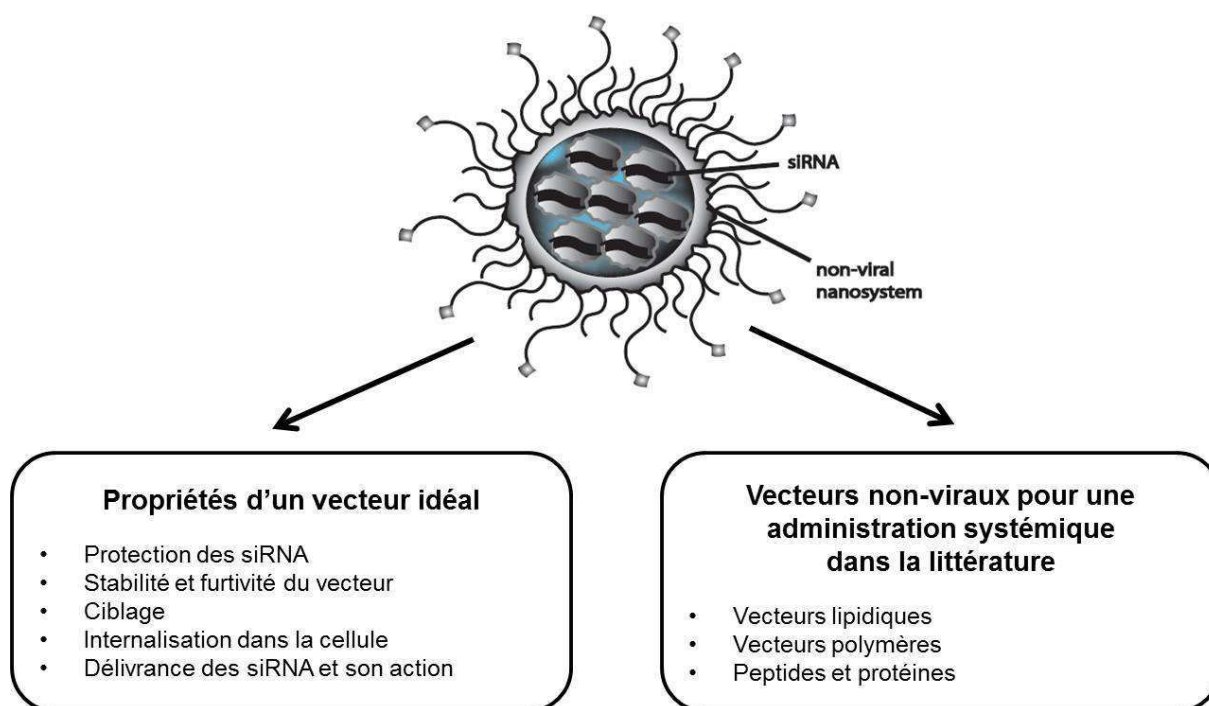 siRNA
non-viral
nanosystem
Propriétés d’un vecteur idéal
• Protection des siRNA
• Stabilité et furtivité du vecteur
• Ciblage
• Internalisation dans la cellule
• Délivrance des siRNA et son action
Vecteurs non-viraux pour une
administration systémique
dans la littérature
• Vecteurs lipidiques
• Vecteurs polymères
• Peptides et protéines